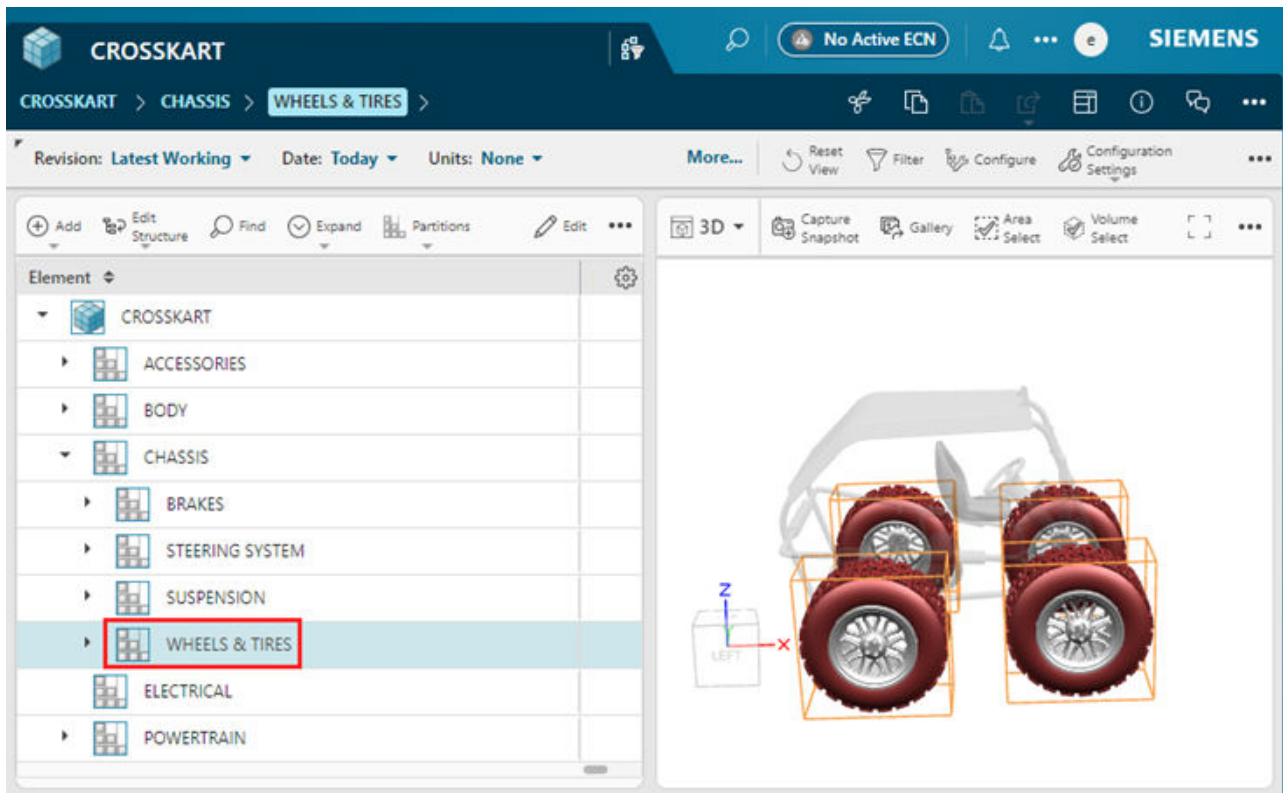 CROSSKART
No Active ECN
e
SIEMENS
CROSSKART > CHASSIS > WHEELS & TIRES >
Revision: Latest Working Date: Today Units: None More... Reset View Filter Configure Configuration Settings
Add Edit Structure Find Expand Partitions Edit
3D Capture Snapshot Gallery Area Select Volume Select
Element
CROSSKART
ACCESSORIES
BODY
CHASSIS
BRAKES
STEERING SYSTEM
SUSPENSION
WHEELS & TIRES
ELECTRICAL
POWERTRAIN
Z
Y
X
LEFT